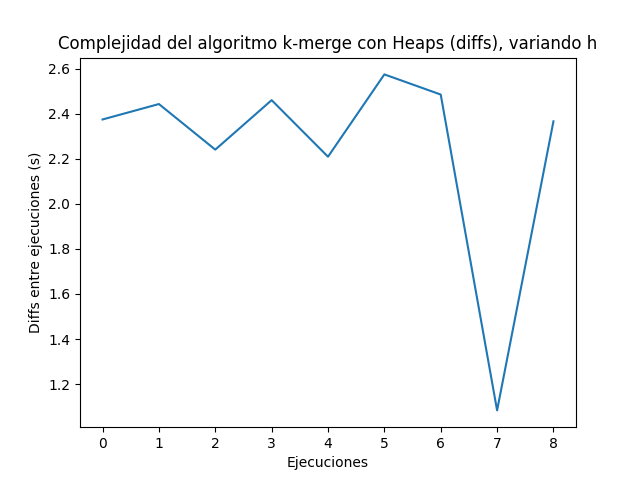 Complejidad del algoritmo k-merge con Heaps (diffs), variando h
2.6
2.4
2.2
2.0
1.8
1.6
1.4
1.2
Diffs entre ejecuciones (s)
0 1 2 3 4 5 6 7 8
Ejecuciones